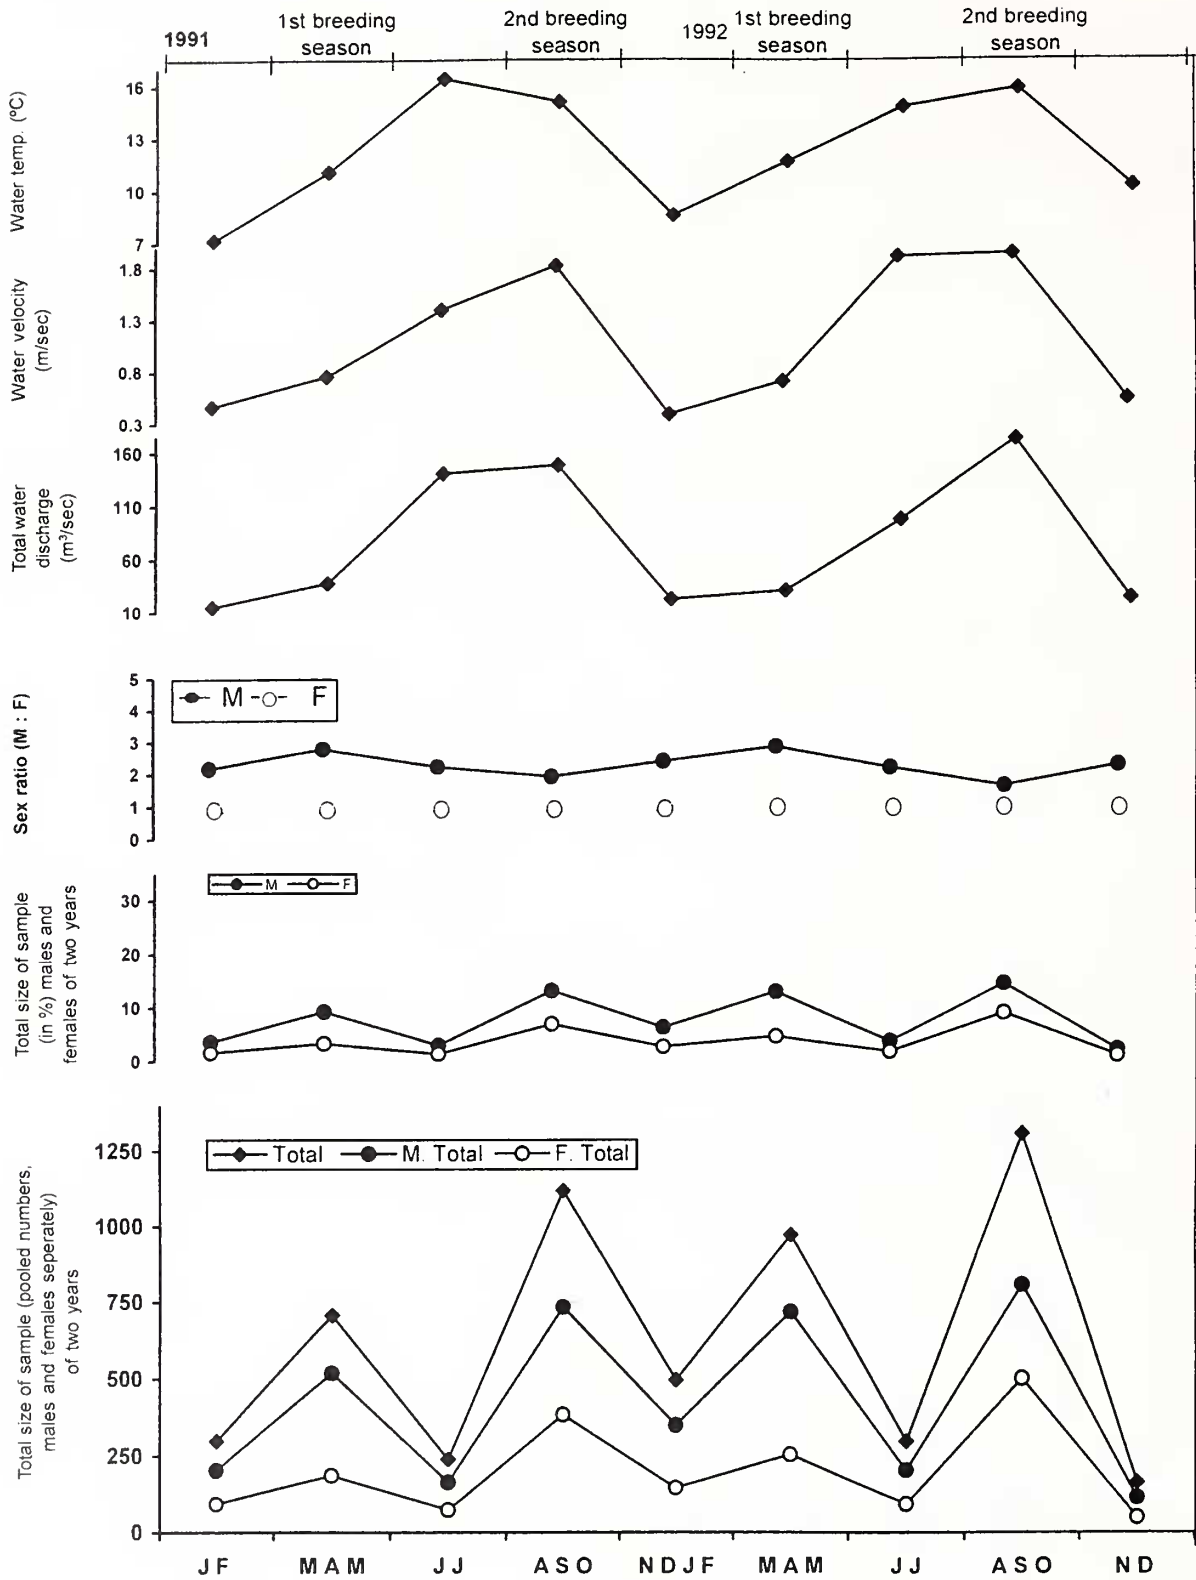 1991
1st breeding
season
2nd breeding
season
1992
1st breeding
season
2nd breeding
season
Water temp. (ºC)
16
13
10
7
Water velocity
(m/sec)
1.8
1.3
0.8
0.3
Total water
discharge
(m³/sec)
160
110
60
10
Sex ratio (M : F)
5
4
3
2
1
0
M F
Total size of sample
(in %) males and
females of two years
30
20
10
0
M F
Total size of sample (pooled numbers,
males and females seperately)
of two years
1250
1000
750
500
250
0
Total M. Total F. Total
J F M A M J J A S O N D J F M A M J J A S O N D